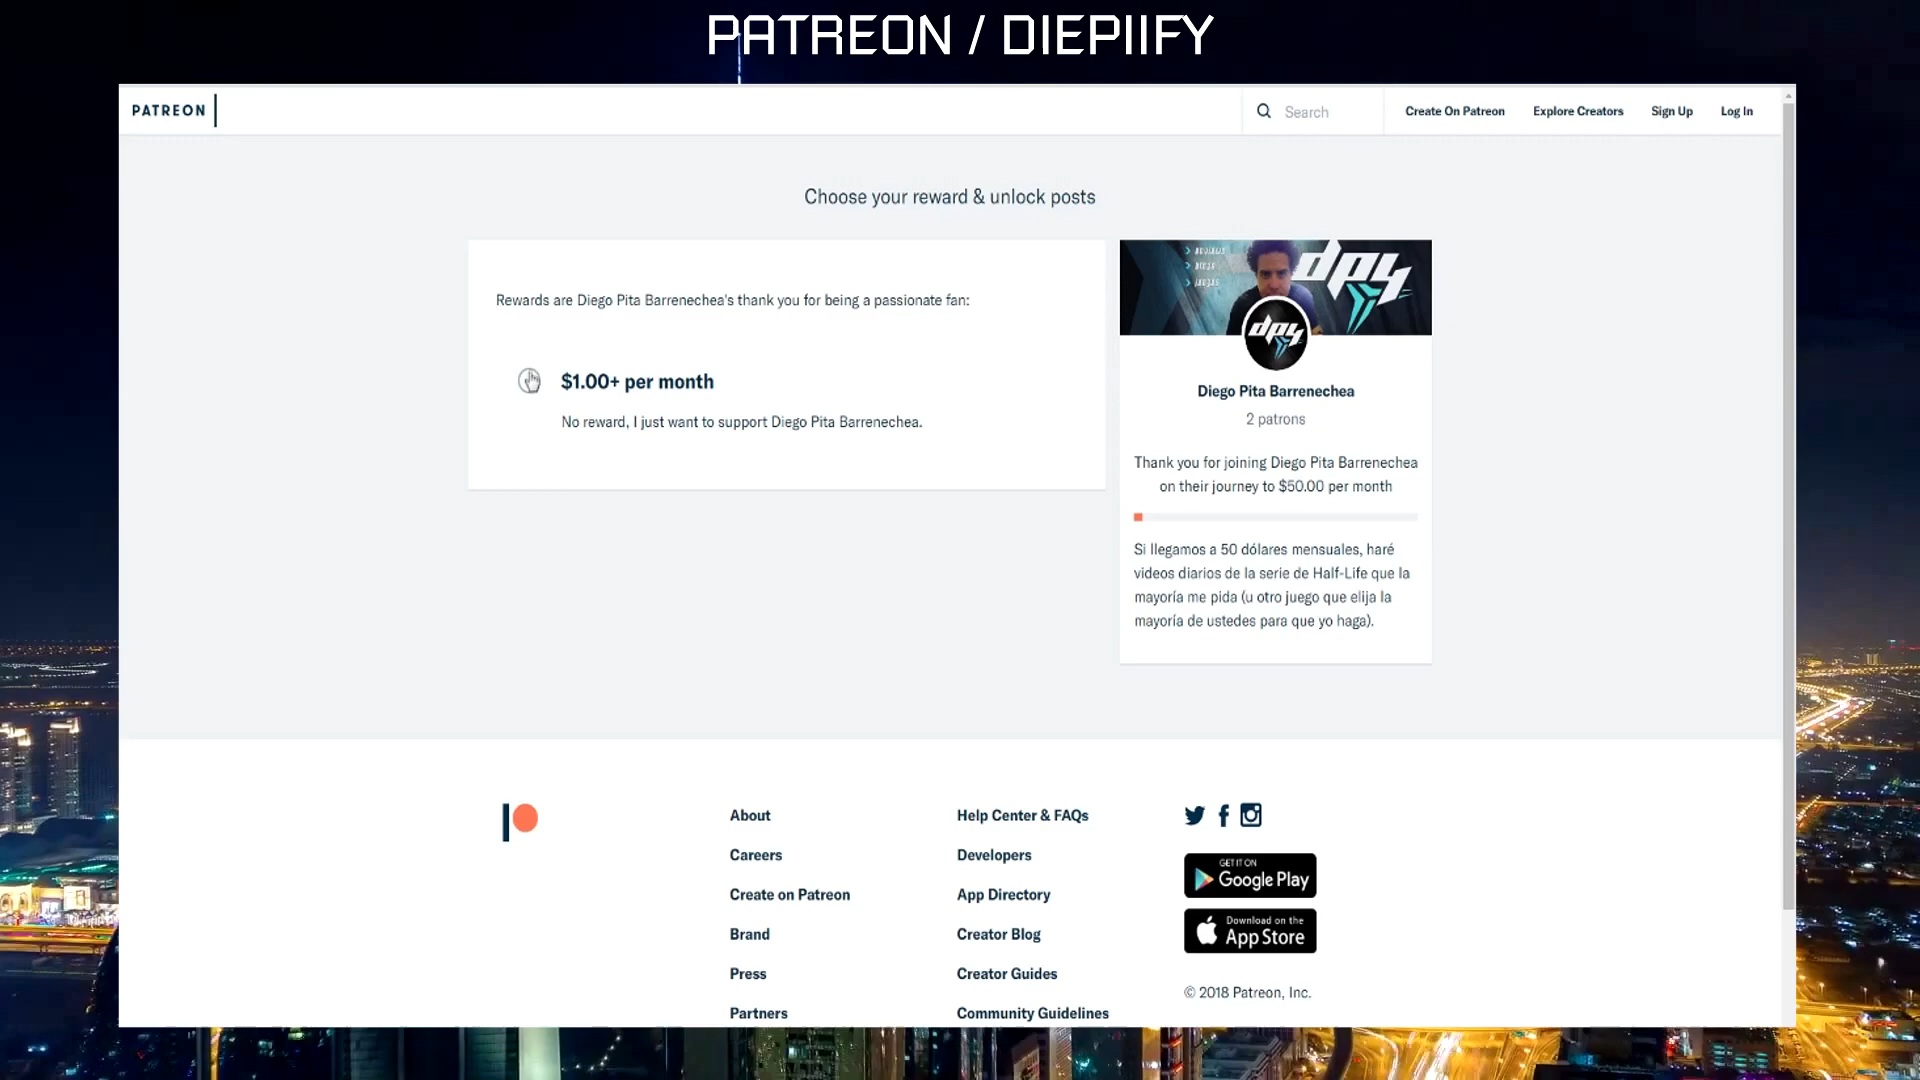 PATREON / DIEPIIFY
PATREON
Search
Create On Patreon
Explore Creators
Sign Up
Log In
Choose your reward & unlock posts
Rewards are Diego Pita Barrenechea's thank you for being a passionate fan:
$1.00+ per month
No reward, I just want to support Diego Pita Barrenechea.
dpy
dpy
Diego Pita Barrenechea
2 patrons
Thank you for joining Diego Pita Barrenechea
on their journey to $50.00 per month
Si llegamos a 50 dólares mensuales, haré
videos diarios de la serie de Half-Life que la
mayoría me pida (u otro juego que elija la
mayoría de ustedes para que yo haga).
About
Careers
Create on Patreon
Brand
Press
Partners
Help Center & FAQs
Developers
App Directory
Creator Blog
Creator Guides
Community Guidelines
GET IT ON
Google Play
Download on the
App Store
© 2018 Patreon, Inc.